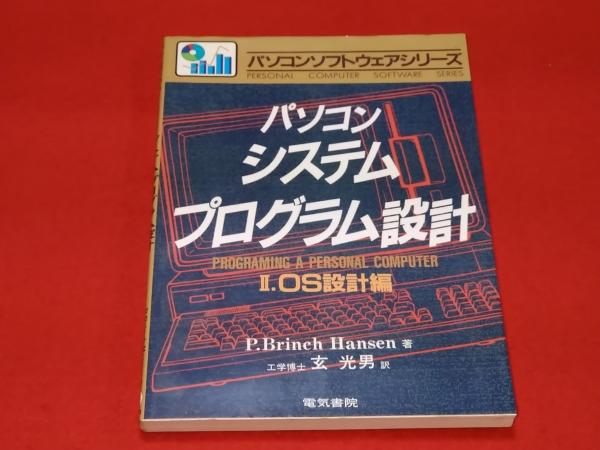 パソコンソフトウェアシリーズ
PERSONAL COMPUTER SOFTWARE SERIES
パソコン
システム
プログラム設計
PROGRAMING A PERSONAL COMPUTER
II.OS設計編
P.Brinch Hansen 著
工学博士 玄 光男 訳
電気書院